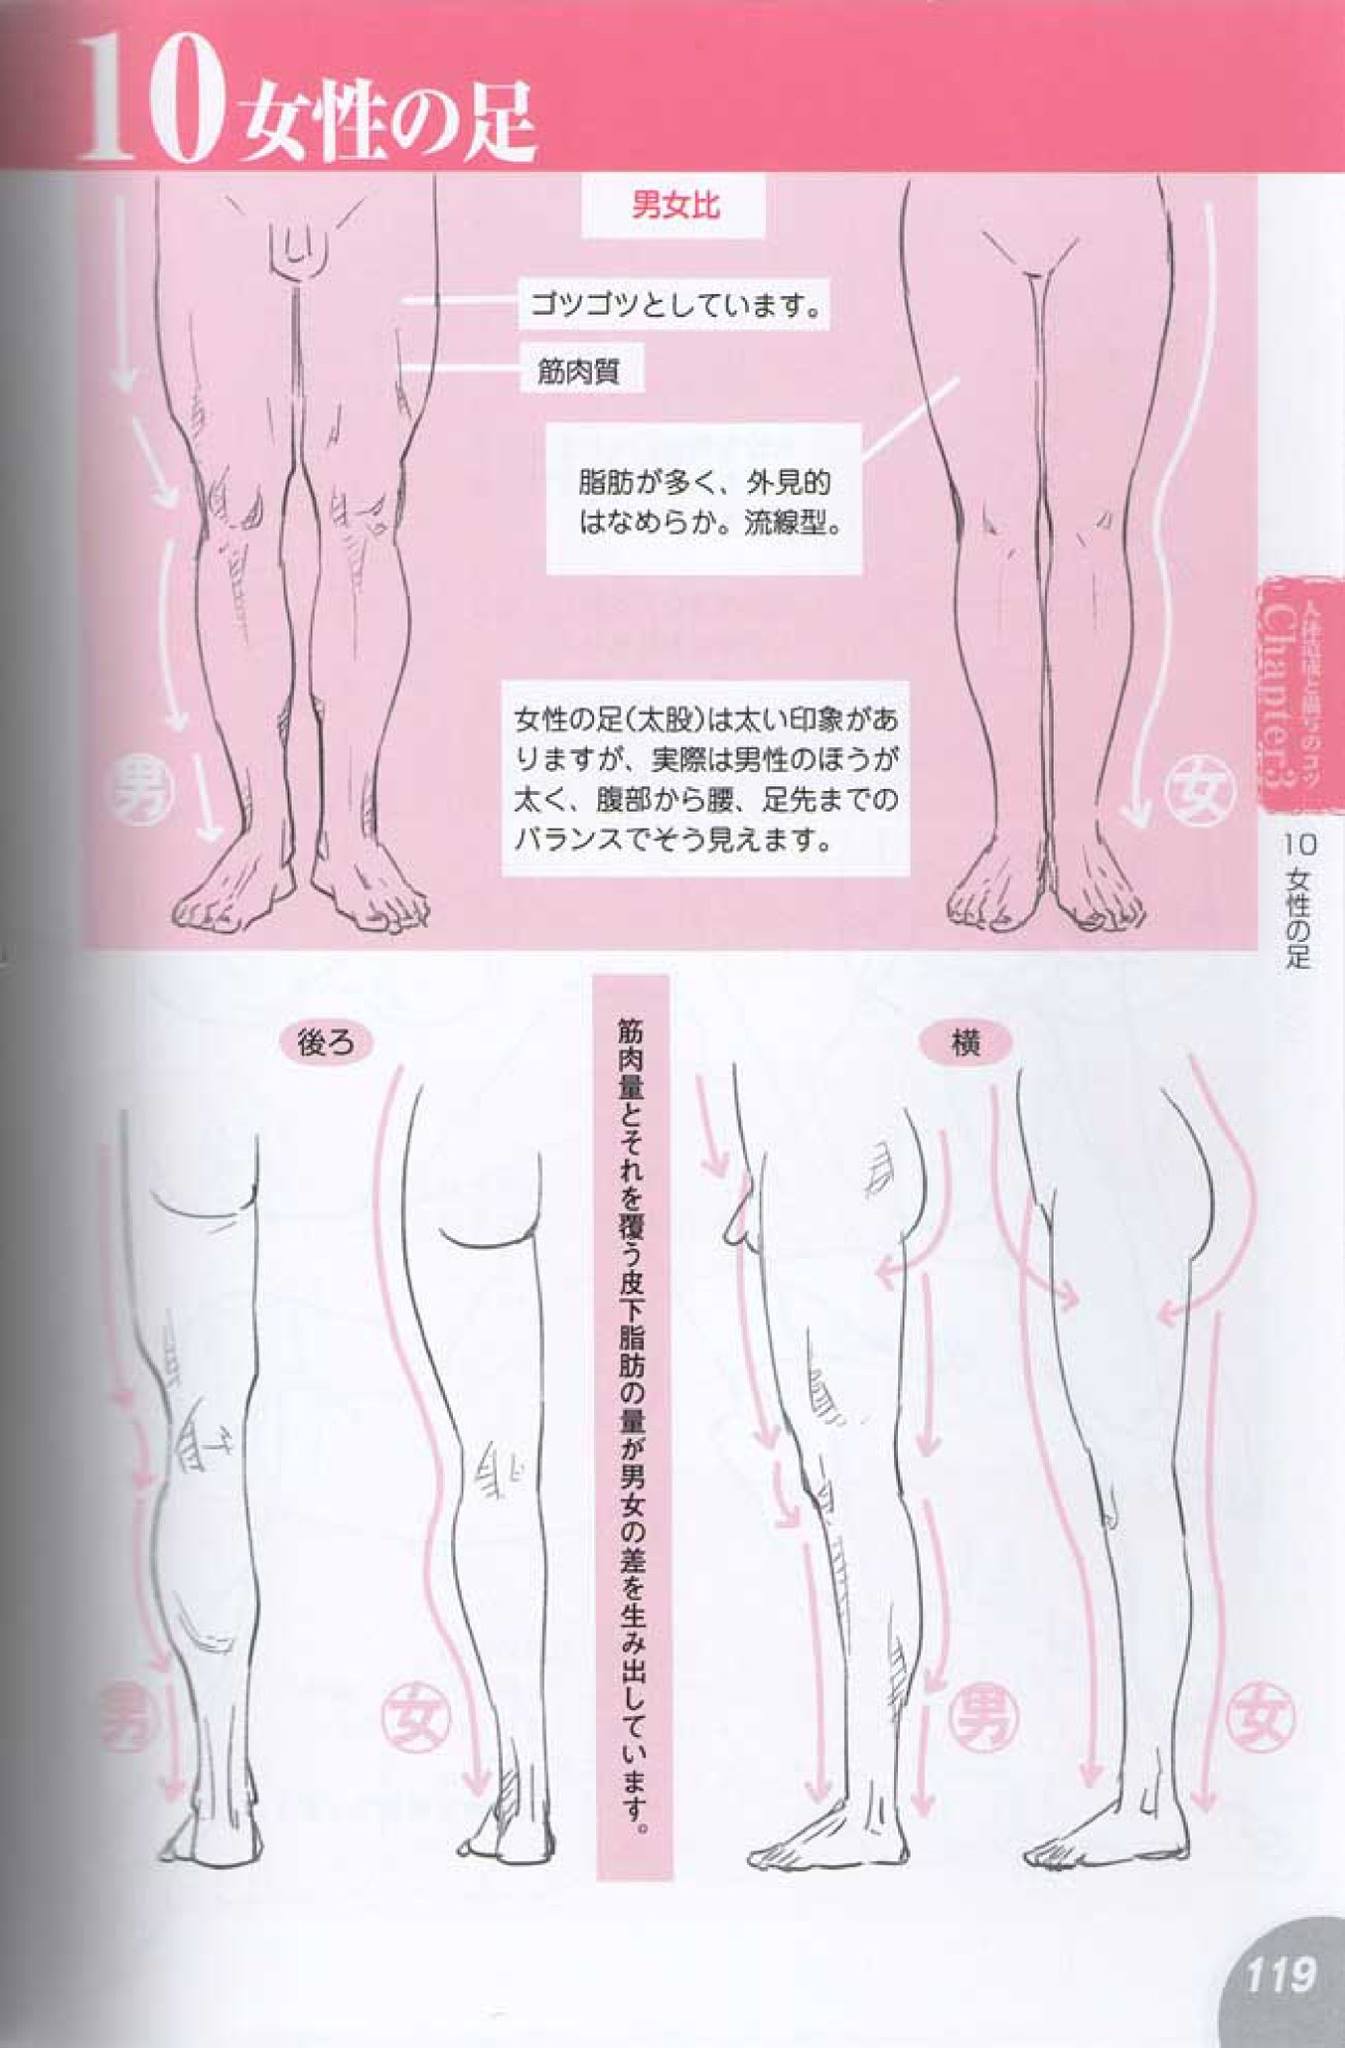 10女性の足
男女比
ゴツゴツとしています。
筋肉質
脂肪が多く、外見的
はなめらか。流線型。
女性の足(太股)は太い印象があ
りますが、実際は男性のほうが
太く、腹部から腰、足先までの
バランスでそう見えます。
男
女
人体造成と描写のコツ
Chapter3
10 女性の足
後ろ
横
筋肉量とそれを覆う皮下脂肪の量が男女の差を生み出しています。
男
女
男
女
119